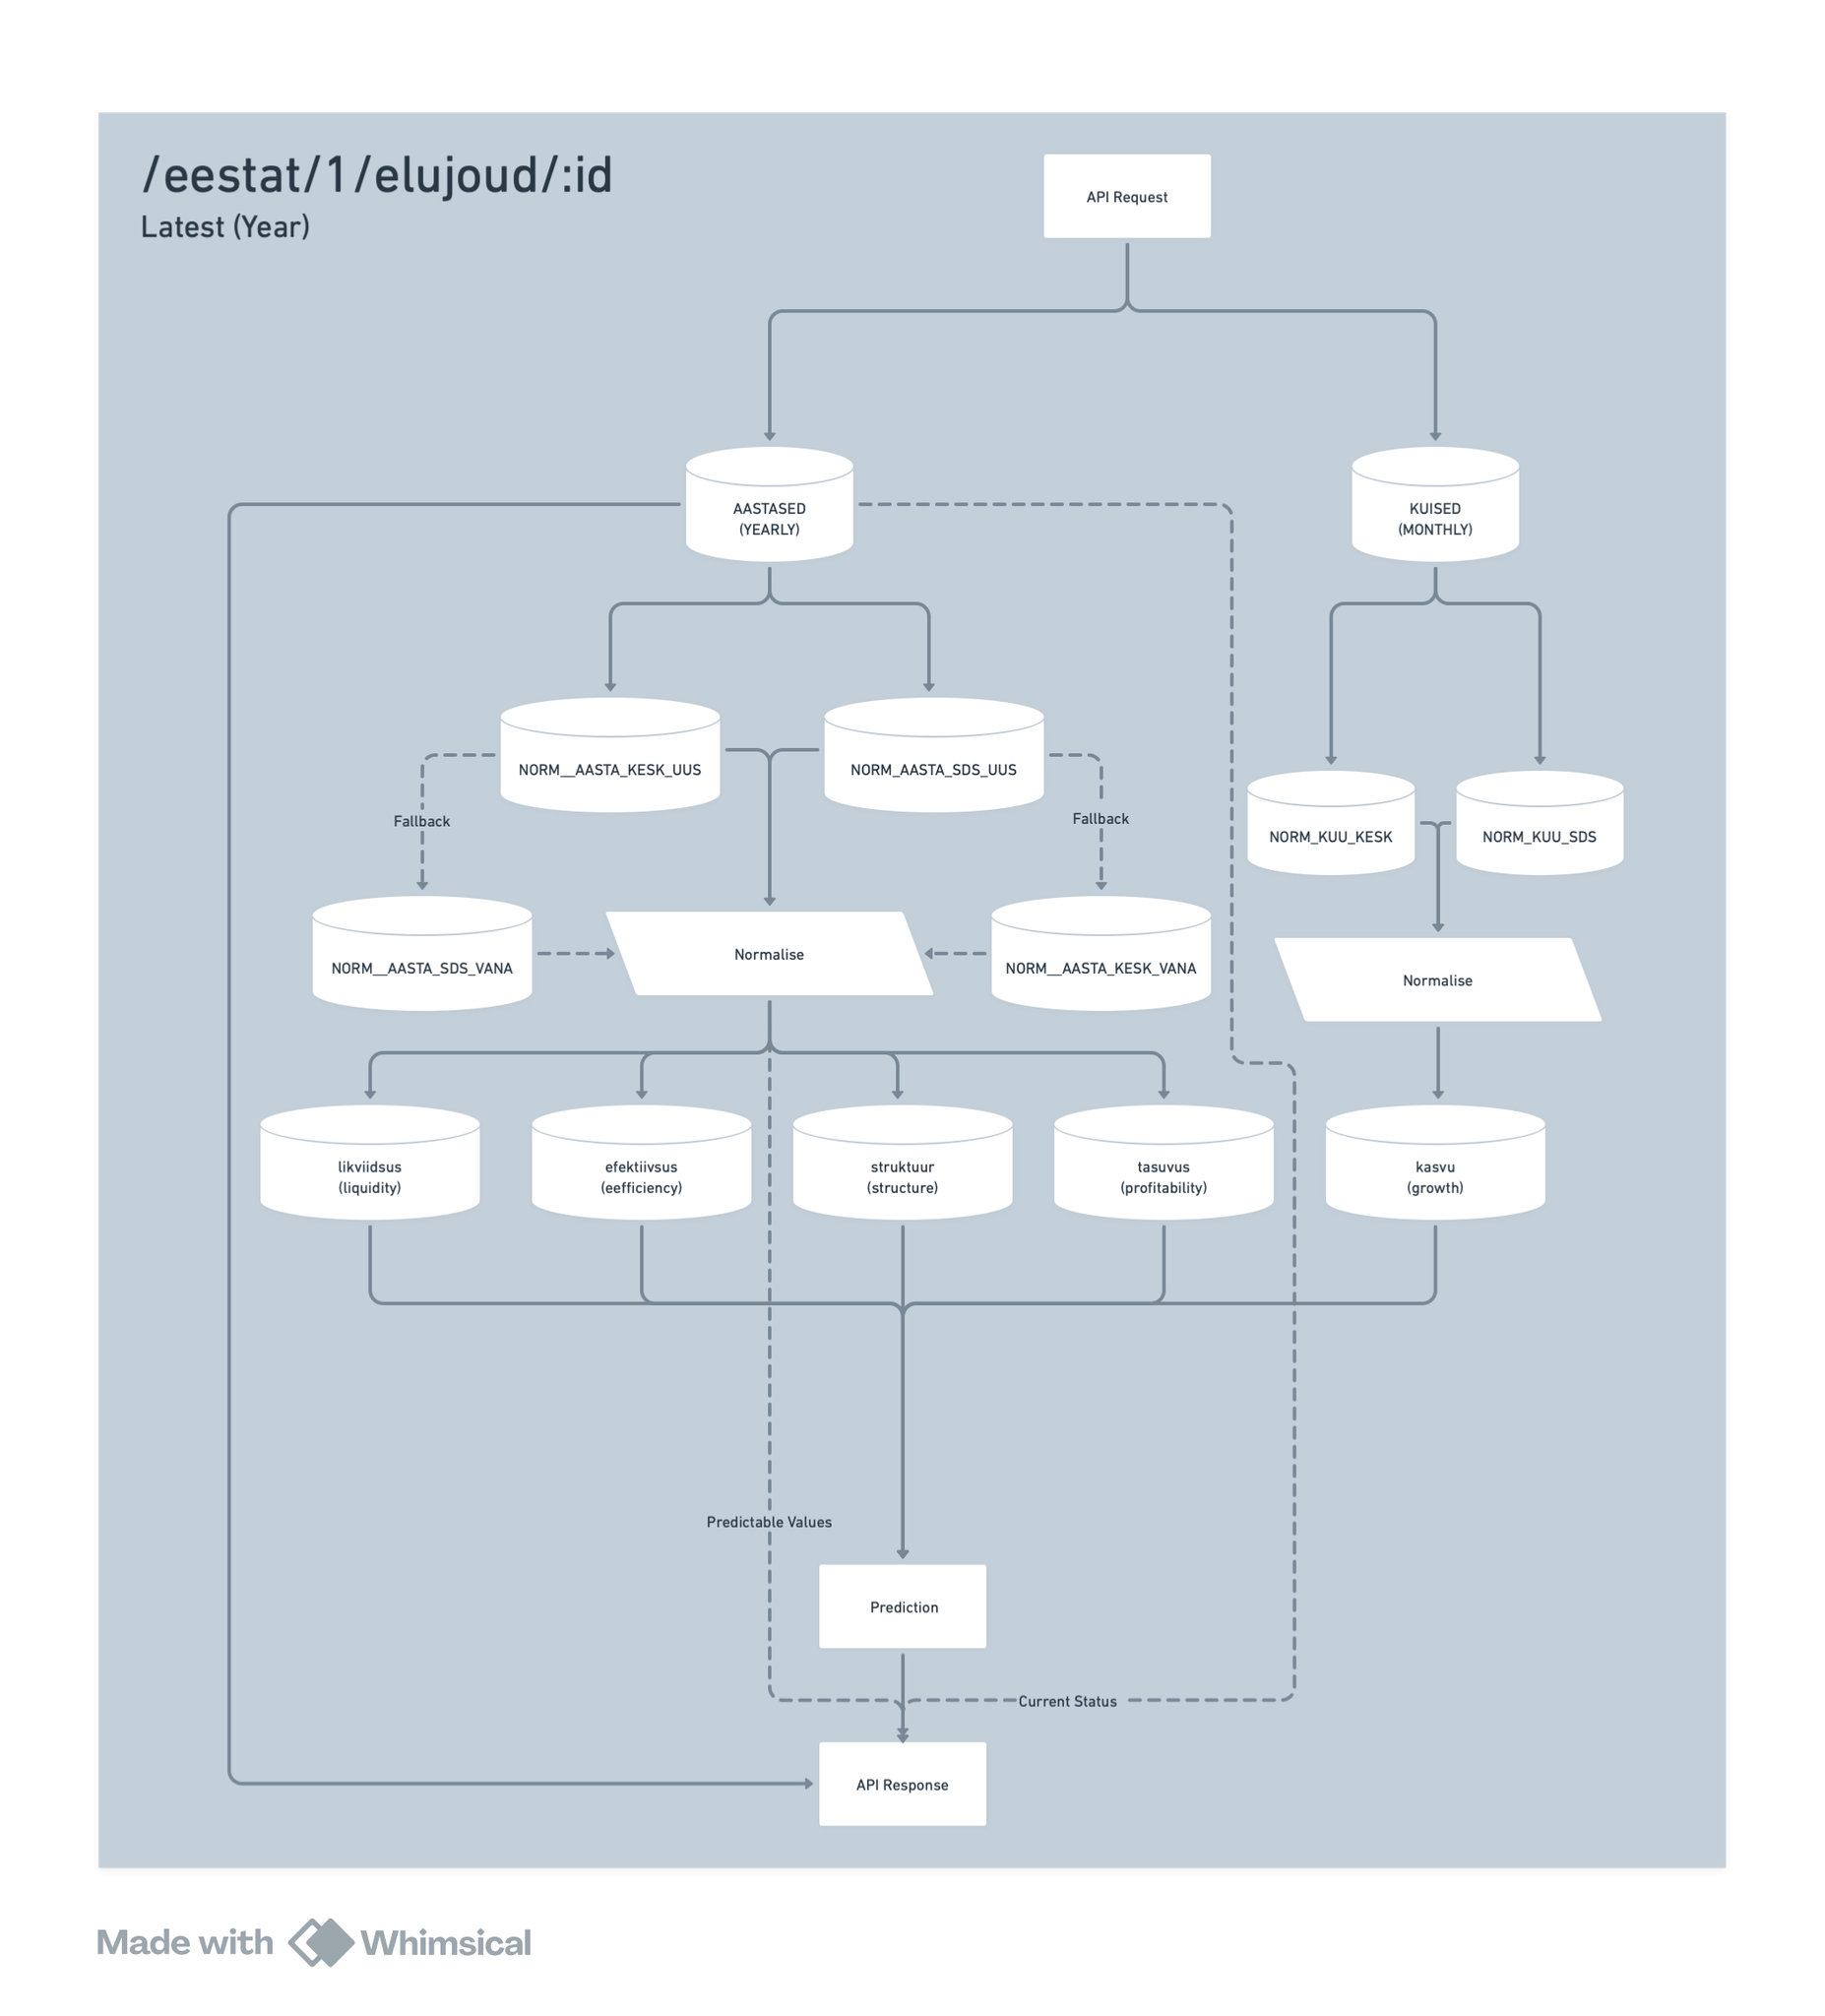 /eestat/1/elujoud/:id
Latest (Year)
API Request
AASTASED
(YEARLY)
KUISED
(MONTHLY)
NORM__AASTA_KESK_UUS
NORM_AASTA_SDS_UUS
Fallback
Fallback
NORM_KUU_KESK
NORM_KUU_SDS
NORM__AASTA_SDS_VANA
Normalise
NORM__AASTA_KESK_VANA
Normalise
likviidsus
(liquidity)
efektiivsus
(eefficiency)
struktuur
(structure)
tasuvus
(profitability)
kasvu
(growth)
Predictable Values
Prediction
Current Status
API Response
Made with Whimsical